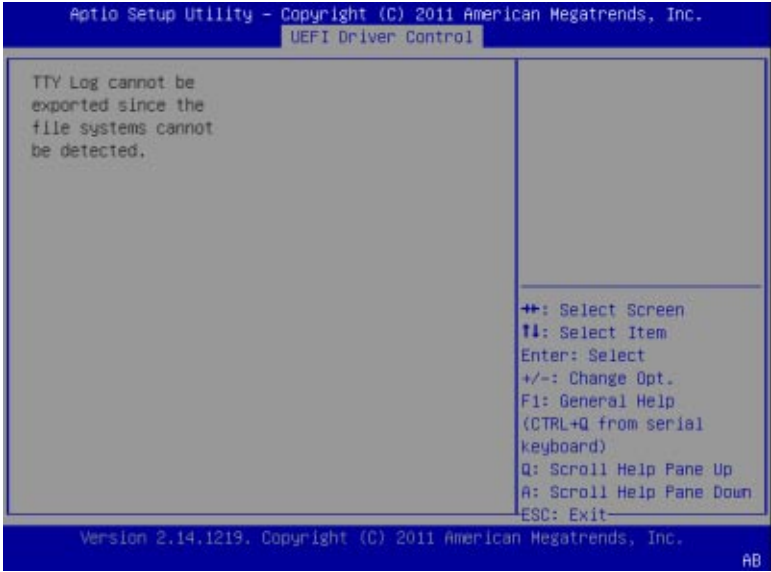 Aptio Setup Utility – Copyright (C) 2011 American Megatrends, Inc.
UEFI Driver Control
TTY Log cannot be
exported since the
file systems cannot
be detected.
→←: Select Screen
↑↓: Select Item
Enter: Select
+/-: Change Opt.
F1: General Help
(CTRL+Q from serial
keyboard)
Q: Scroll Help Pane Up
A: Scroll Help Pane Down
ESC: Exit
Version 2.14.1219. Copyright (C) 2011 American Megatrends, Inc.
AB